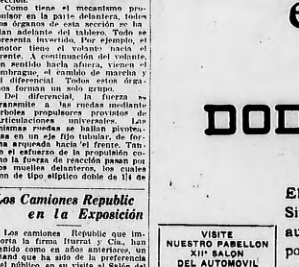 Como tiene el mecanismo pro-
pulsor en la parte delantera, todos
los órganos de esta sección se ha-
llan adelante del tablero. Todo se
presenta invertido. Por ejemplo, el
motor tiene el volante hacia el
frente. A continuación del volante,
en sentido hacia afuera, vienen el
embrague, el cambio de marcha y
el diferencial. Todos estos órga-
nos forman un solo grupo.
Del diferencial, la fuerza se
transmite a las ruedas mediante
árboles propulsores provistos de
articulaciones universales. Las
mismas ruedas se hallan pivotea-
das en un eje fijo tubular, de for-
ma arqueada hacia el frente. Tan-
to el esfuerzo de la propulsión co-
mo la fuerza de reacción pasan por
los muelles delanteros, los cuales
son de tipo elíptico doble de 1|4 de
Los Camiones Republic
en la Exposición
Los camiones Republic que im-
porta la firma Iturrat y Cía., han
tenido como en años anteriores, un
stand que ha sido de la preferencia
del público en su visita al Salón del
DOD
VISITE
NUESTRO PABELLON
XIIº SALON
DEL AUTOMOVIL